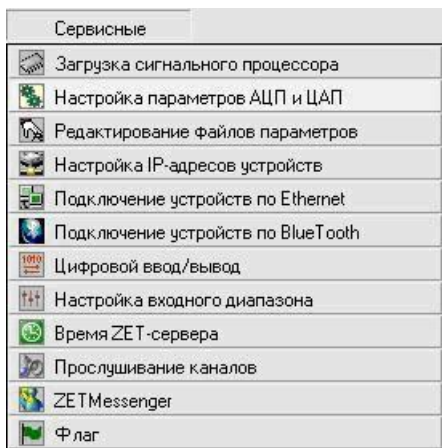 Сервисные
Загрузка сигнального процессора
Настройка параметров АЦП и ЦАП
Редактирование файлов параметров
Настройка IP-адресов устройств
Подключение устройств по Ethernet
Подключение устройств по BlueTooth
1010
Цифровой ввод/вывод
Настройка входного диапазона
Время ZET-сервера
Прослушивание каналов
ZETMessenger
Флаг